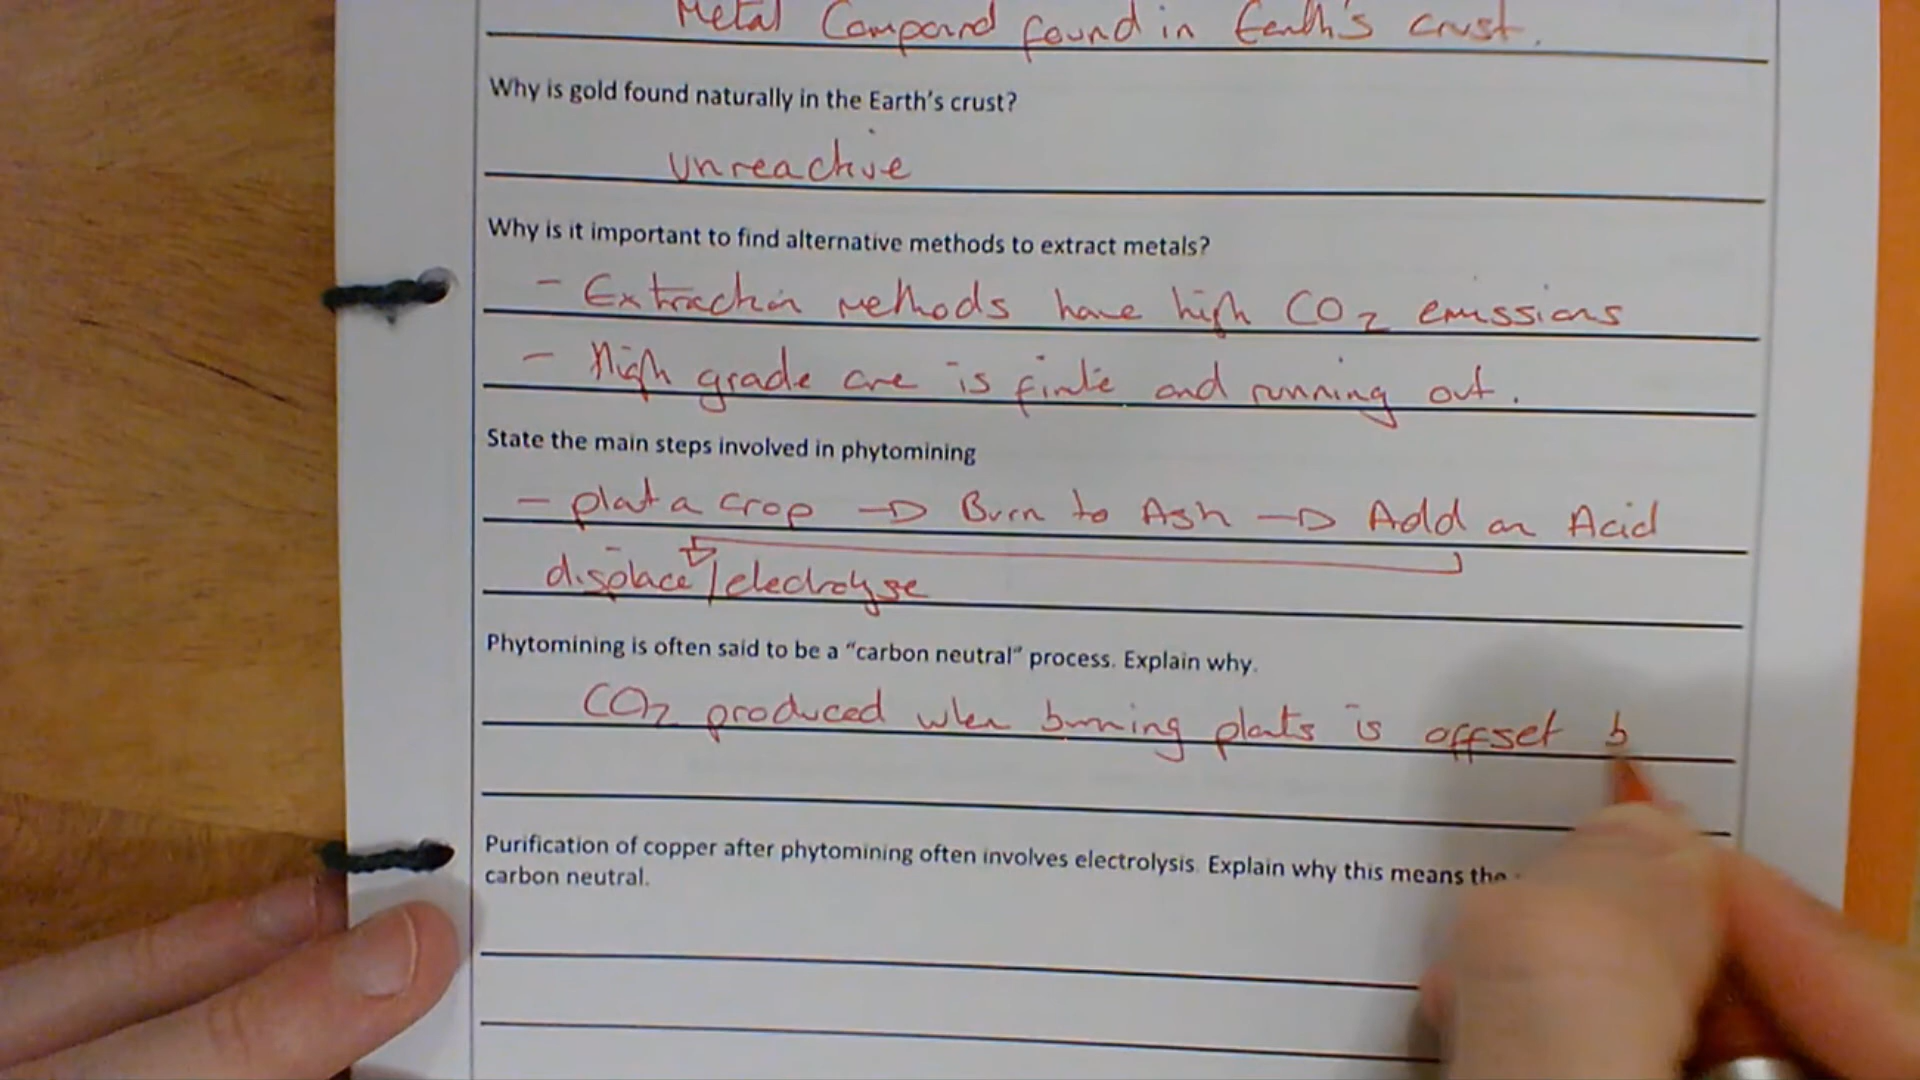 Metal Compound found in Earth's crust.
Why is gold found naturally in the Earth's crust?
unreactive
Why is it important to find alternative methods to extract metals?
- Extraction methods have high CO2 emissions
- High grade ore is finite and running out.
State the main steps involved in phytomining
- plat a crop → Burn to Ash → Add an Acid
displace/electrolyse
Phytomining is often said to be a "carbon neutral" process. Explain why.
CO2 produced when burning plants is offset b
Purification of copper after phytomining often involves electrolysis. Explain why this means the
carbon neutral.